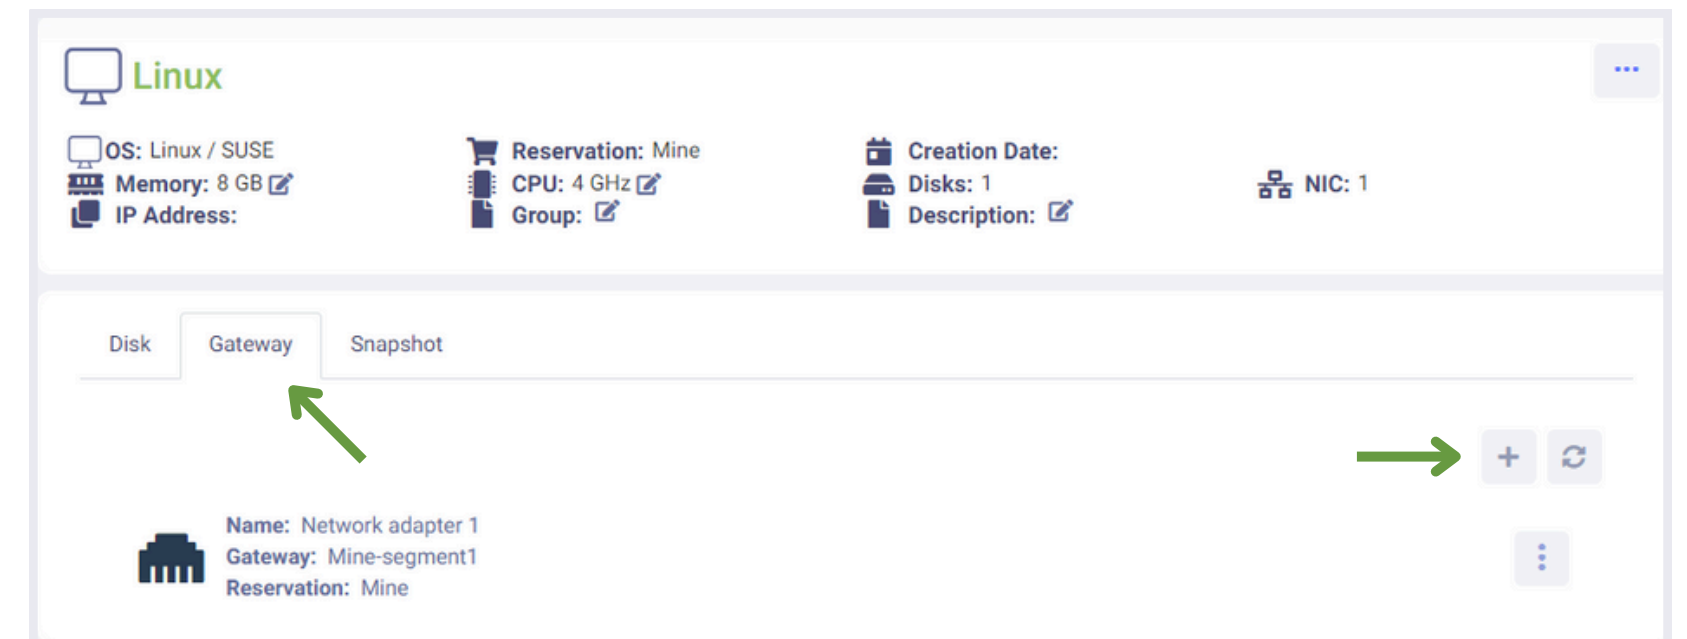 Linux
OS: Linux / SUSE
Reservation: Mine
Creation Date:
Memory: 8 GB
CPU: 4 GHz
Disks: 1
NIC: 1
IP Address:
Group:
Description:
Disk
Gateway
Snapshot
Name: Network adapter 1
Gateway: Mine-segment1
Reservation: Mine